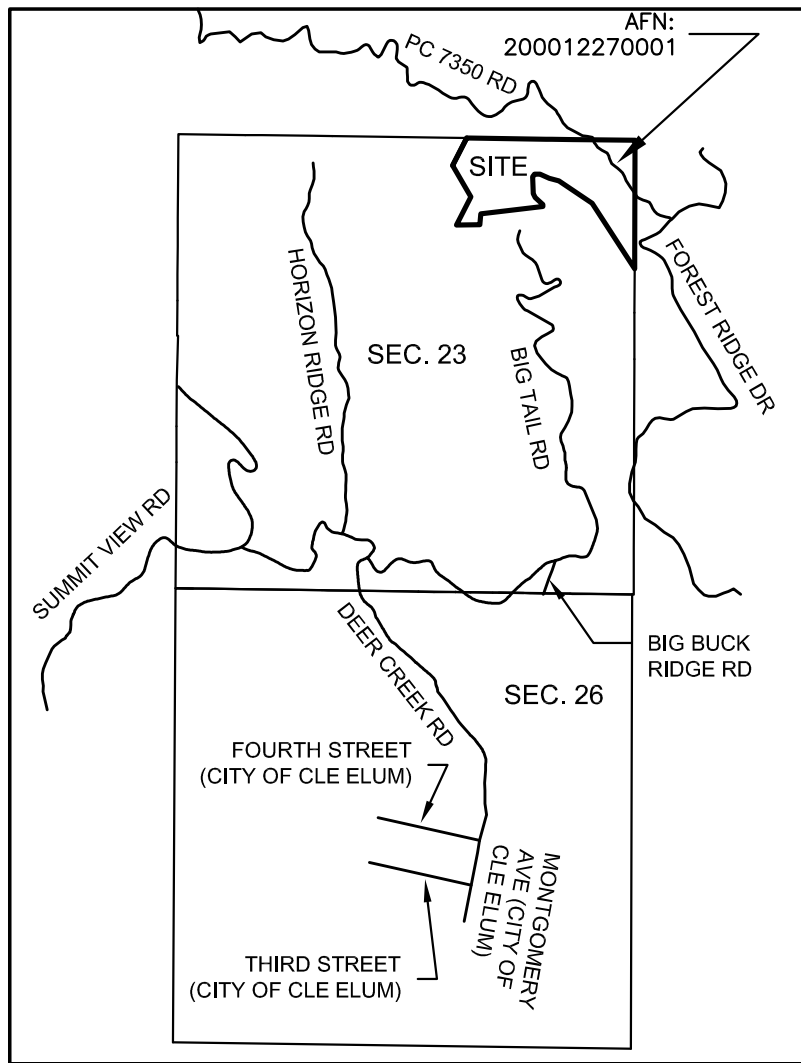 AFN:
200012270001
PC 7350 RD
SITE
HORIZON RIDGE RD
FOREST RIDGE DR
SEC. 23
BIG TAIL RD
SUMMIT VIEW RD
DEER CREEK RD
BIG BUCK
RIDGE RD
SEC. 26
FOURTH STREET
(CITY OF CLE ELUM)
MONTGOMERY
AVE (CITY OF
CLE ELUM)
THIRD STREET
(CITY OF CLE ELUM)